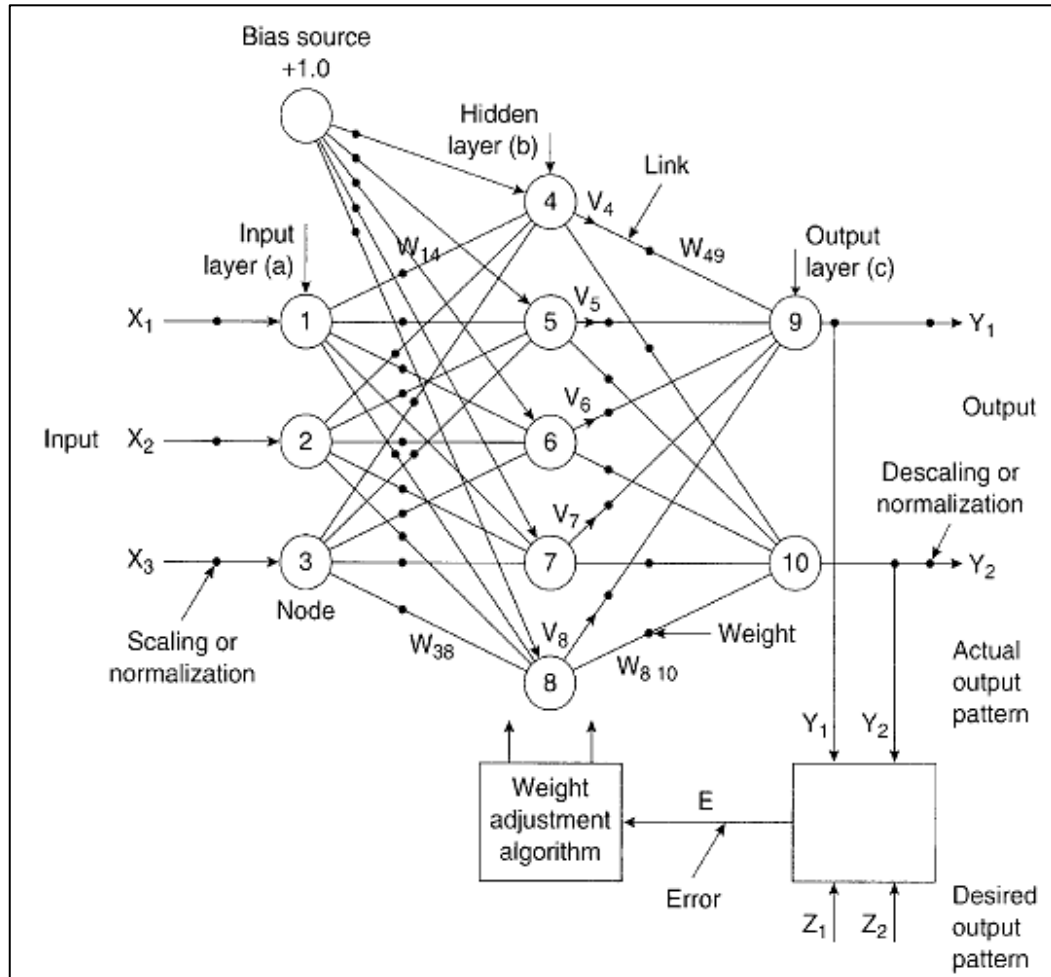 Bias source
+1.0
Hidden
layer (b)
Link
4
V4
W49
Input
layer (a)
W14
Output
layer (c)
X1
1
5
V5
9
Y1
V6
Output
Input
X2
2
6
Descaling or
normalization
V7
X3
3
7
10
Y2
Node
Scaling or
normalization
W38
V8
Weight
W8 10
8
Actual
output
pattern
Y1
Y2
Weight
adjustment
algorithm
E
Error
Z1
Z2
Desired
output
pattern